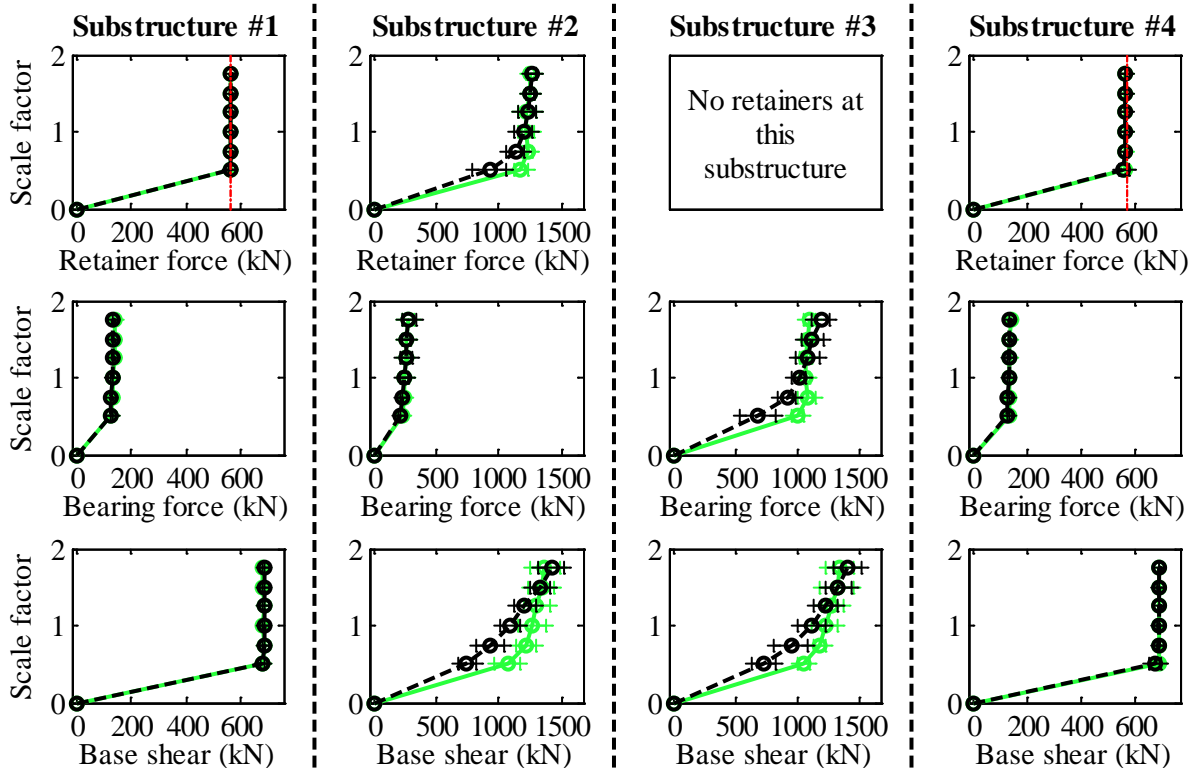 Substructure #1 Substructure #2 Substructure #3 Substructure #4
Scale factor
2
1
0
0 200 400 600
Retainer force (kN)
2
1
0
0 500 1000 1500
Retainer force (kN)
No retainers at
this
substructure
2
1
0
0 200 400 600
Retainer force (kN)
Scale factor
2
1
0
0 200 400 600
Bearing force (kN)
2
1
0
0 500 1000 1500
Bearing force (kN)
2
1
0
0 500 1000 1500
Bearing force (kN)
2
1
0
0 200 400 600
Bearing force (kN)
Scale factor
2
1
0
0 200 400 600
Base shear (kN)
2
1
0
0 500 1000 1500
Base shear (kN)
2
1
0
0 500 1000 1500
Base shear (kN)
2
1
0
0 200 400 600
Base shear (kN)